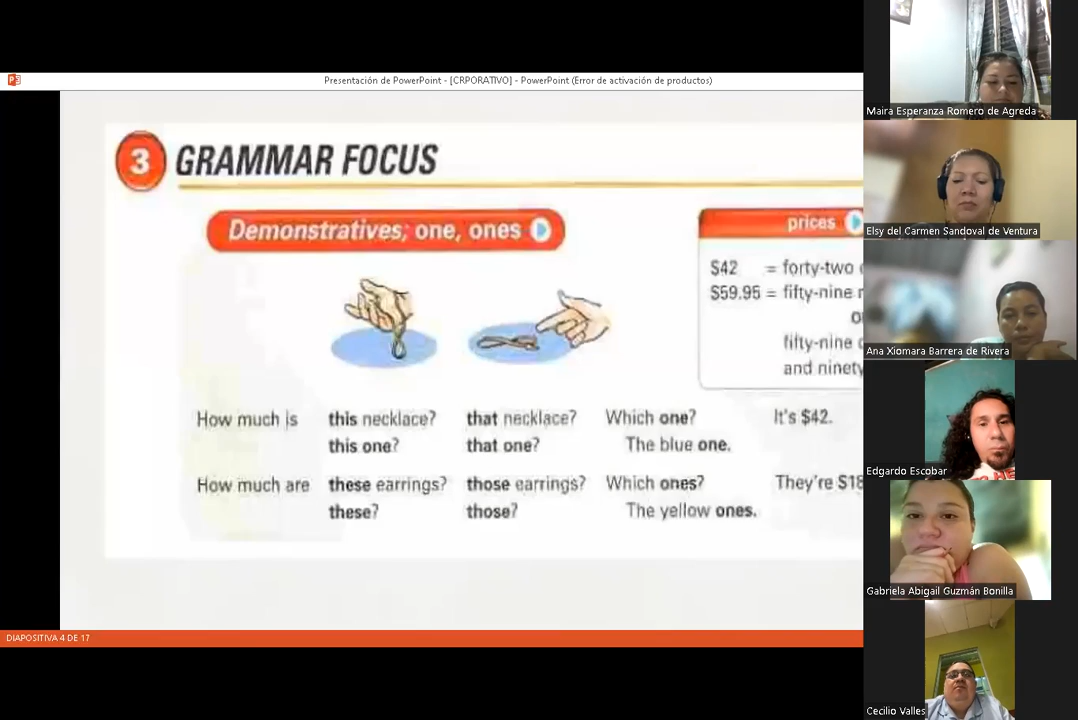 Presentación de PowerPoint - [CRPORATIVO] - PowerPoint (Error de activación de productos)
3 GRAMMAR FOCUS
Demonstratives; one, ones
prices
$42 = forty-two
$59.95 = fifty-nine
fifty-nine
and
How much is this necklace? that necklace? Which one? It's $42.
this one? that one? The blue one.
How much are these earrings? those earrings? Which ones? They're $18
these? those? The yellow ones.
DIAPOSITIVA 4 DE 17
Maira Esperanza Romero de Agreda
Elsy del Carmen Sandoval de Ventura
Ana Xiomara Barrera de Rivera
Edgardo Escobar
Gabriela Abigail Guzmán Bonilla
Cecilio Valles